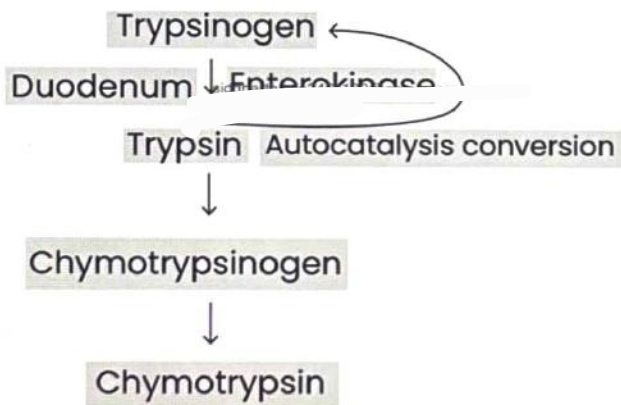 Trypsinogen
Duodenum Enterokinase
Trypsin Autocatalysis conversion
Chymotrypsinogen
Chymotrypsin